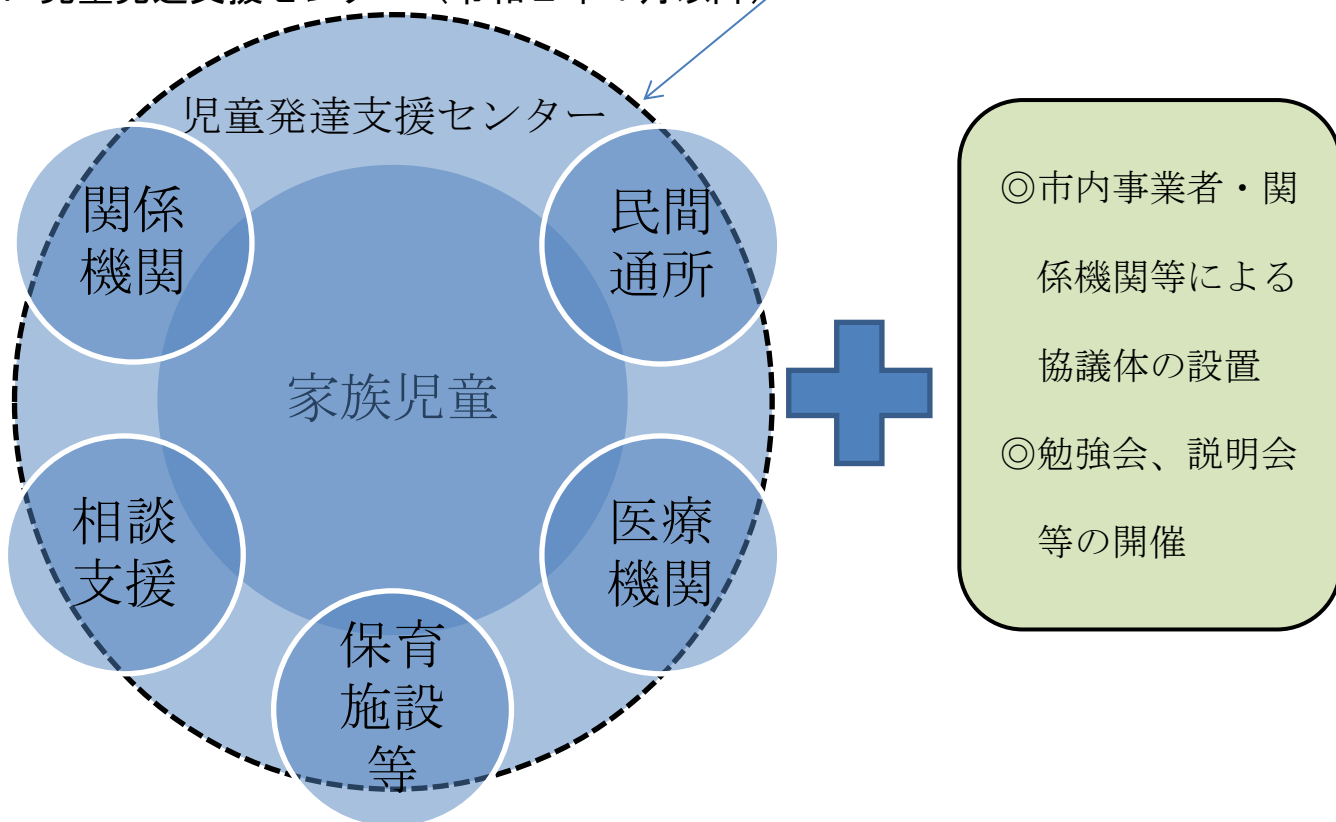 児童発達支援センター
関係
機関
民間
通所
家族児童
相談
支援
医療
機関
保育
施設
等
◎市内事業者・関
係機関等による
協議体の設置
◎勉強会、説明会
等の開催